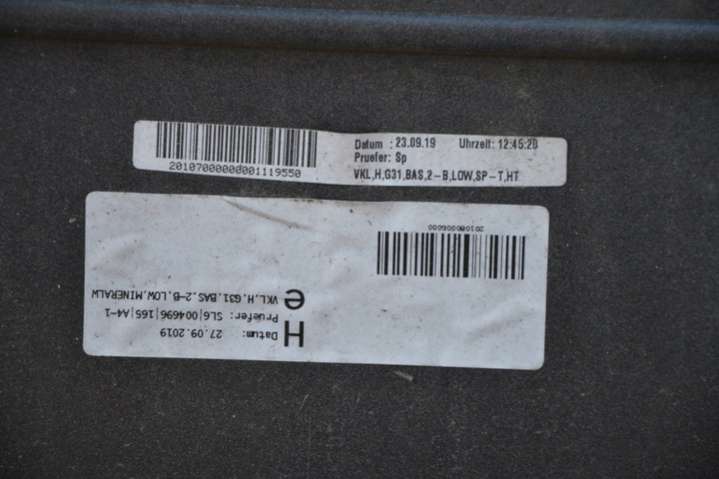 Datum : 23.09.19 Uhrzeit: 12:45:20
Pruefer: Sp
VKL,H,G31,BAS,2-B,LOW,SP-T,HT
2010700000001119550
H
Datum: 27.09.2019
Pruefer: SL6|004696|165|A4-1
e
VKL,H,G31,BAS,2-B,LOW,MINERALW